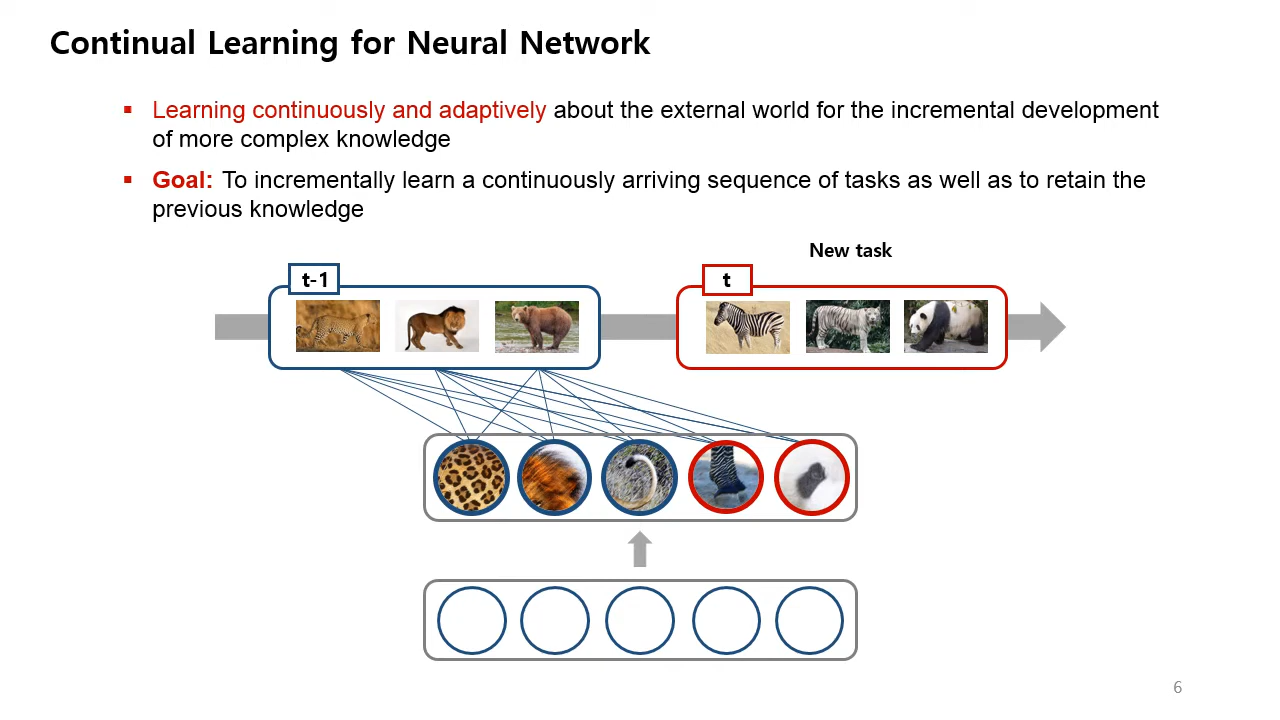 Continual Learning for Neural Network
Learning continuously and adaptively about the external world for the incremental development
of more complex knowledge
Goal: To incrementally learn a continuously arriving sequence of tasks as well as to retain the
previous knowledge
New task
t-1
t
6